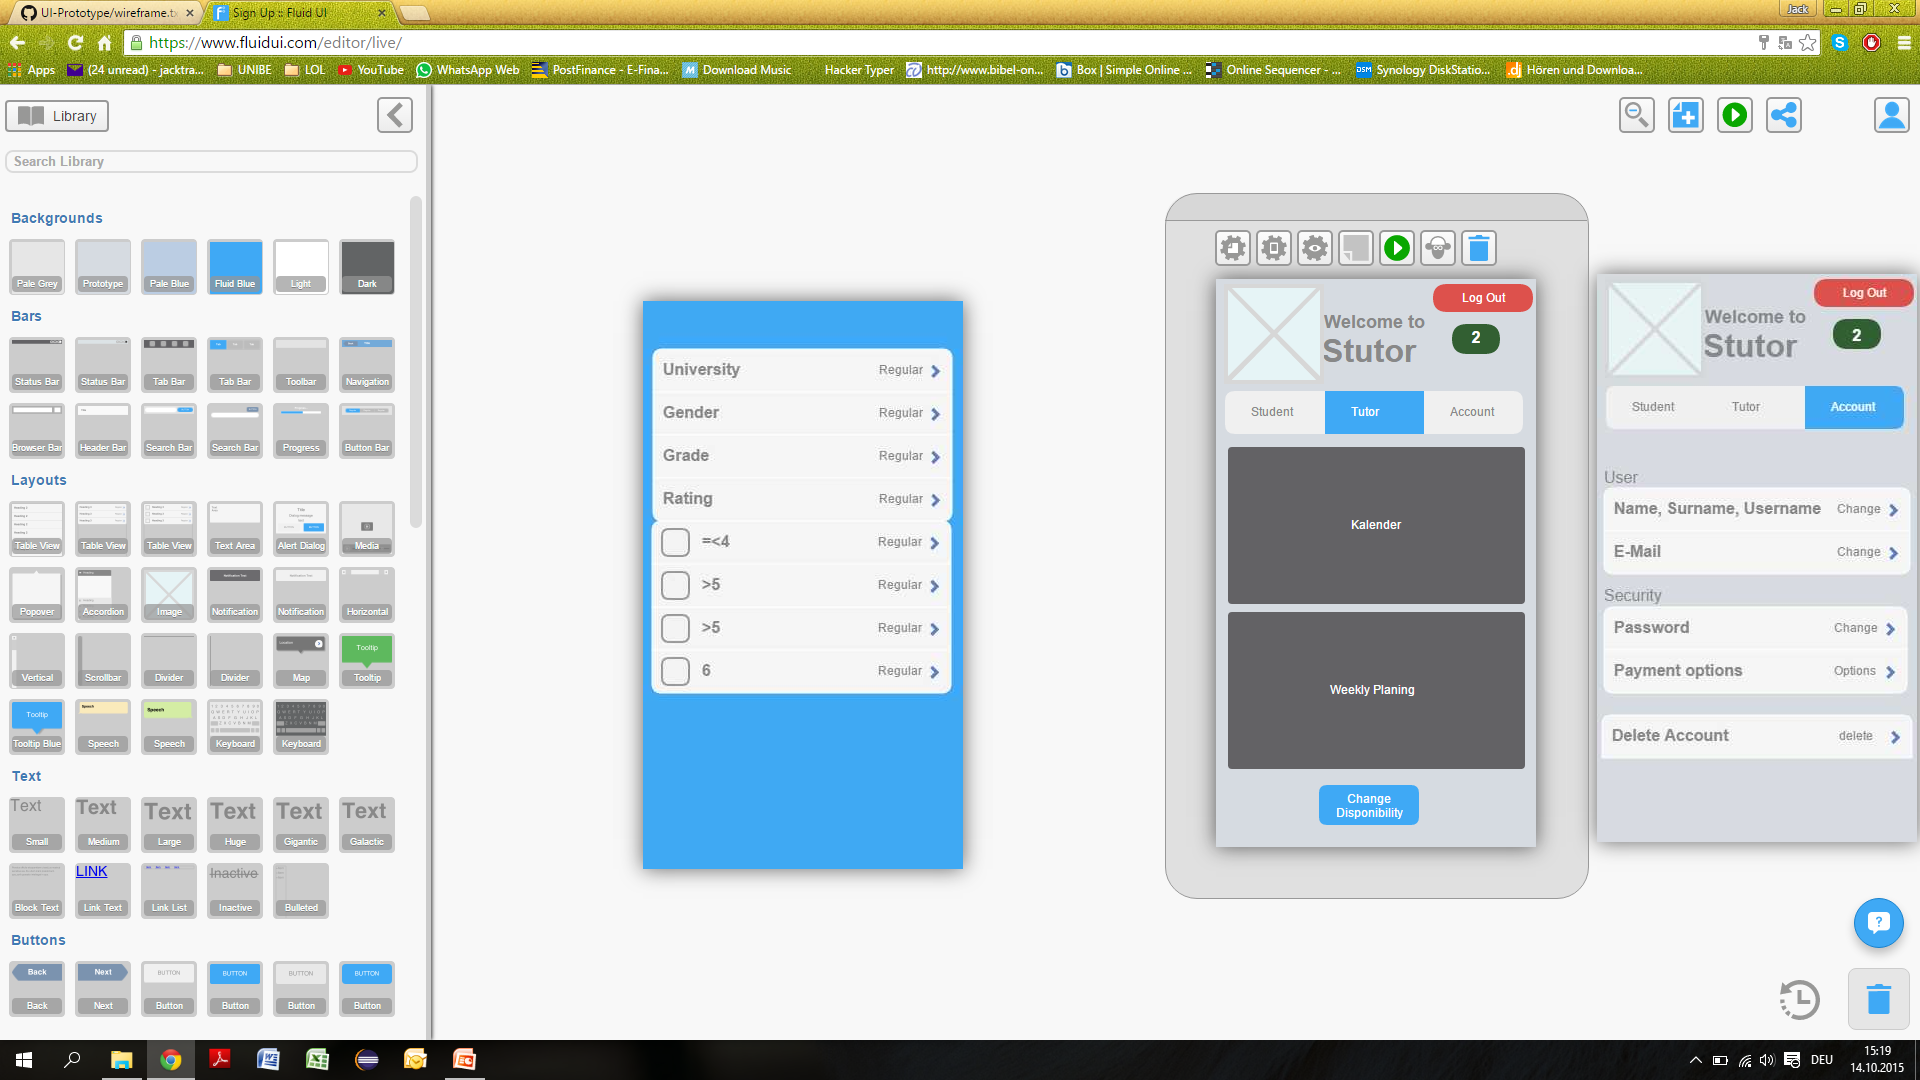 UI-Prototype/wireframe.t
Sign Up :: Fluid UI
Jack
https://www.fluidui.com/editor/live/
Apps
(24 unread) - jacktra...
UNIBE
LOL
YouTube
WhatsApp Web
PostFinance - E-Fina...
Download Music
Hacker Typer
http://www.bibel-on...
Box | Simple Online ...
Online Sequencer - ...
Synology DiskStatio...
Hören und Downloa...
Library
Search Library
Backgrounds
Pale Grey
Prototype
Pale Blue
Fluid Blue
Light
Dark
Bars
Status Bar
Status Bar
Tab Bar
Tab Bar
Toolbar
Navigation
Browser Bar
Header Bar
Search Bar
Search Bar
Progress
Button Bar
Layouts
Table View
Table View
Table View
Text Area
Alert Dialog
Media
Popover
Accordion
Image
Notification
Notification
Horizontal
Vertical
Scrollbar
Divider
Divider
Map
Tooltip
Tooltip
Tooltip
Tooltip Blue
Speech
Speech
Speech
Speech
Keyboard
Keyboard
Text
Text
Small
Text
Medium
Text
Large
Text
Huge
Text
Gigantic
Text
Galactic
Block Text
LINK
Link Text
Link List
Inactive
Inactive
Bulleted
Buttons
Back
Back
Next
Next
BUTTON
Button
BUTTON
Button
BUTTON
Button
BUTTON
Button
University Regular
Gender Regular
Grade Regular
Rating Regular
=<4 Regular
>5 Regular
>5 Regular
6 Regular
Log Out
Welcome to
Stutor
2
Student Tutor Account
Kalender
Weekly Planing
Change
Disponibility
Log Out
Welcome to
Stutor
2
Student Tutor Account
User
Name, Surname, Username Change
E-Mail Change
Security
Password Change
Payment options Options
Delete Account delete
DEU
15:19
14.10.2015